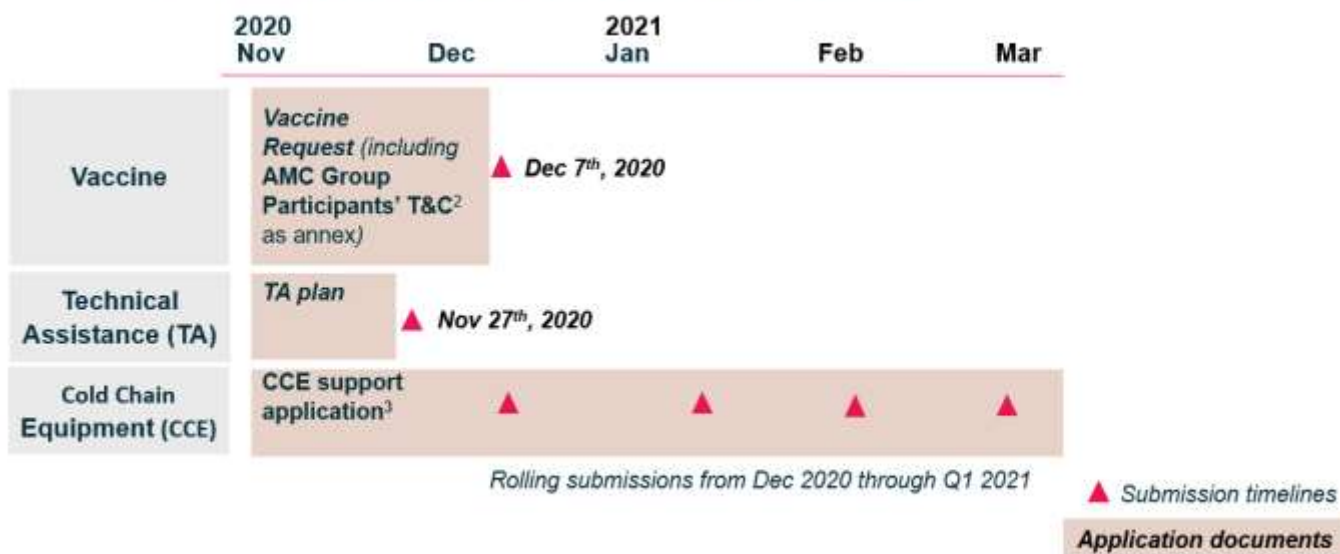 2020
2021
Nov
Dec
Jan
Feb
Mar
Vaccine
Vaccine
Request (including
AMC Group
Participants' T&C²
as annex)
Dec 7th, 2020
Technical
Assistance (TA)
TA plan
Nov 27th, 2020
Cold Chain
Equipment (CCE)
CCE support
application³
Rolling submissions from Dec 2020 through Q1 2021
Submission timelines
Application documents